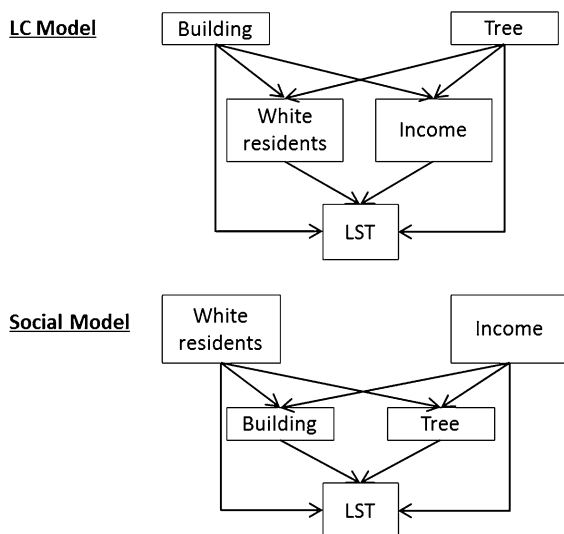 LC Model
Building
Tree
White
residents
Income
LST
Social Model
White
residents
Income
Building
Tree
LST